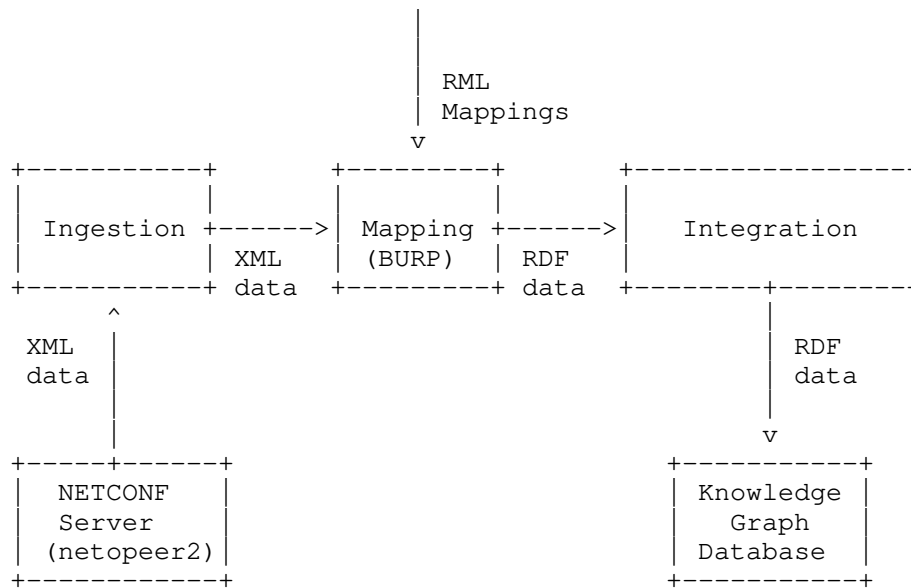 RML
Mappings
Ingestion
Mapping
(BURP)
Integration
XML
data
RDF
data
XML
data
RDF
data
NETCONF
Server
(netopeer2)
Knowledge
Graph
Database